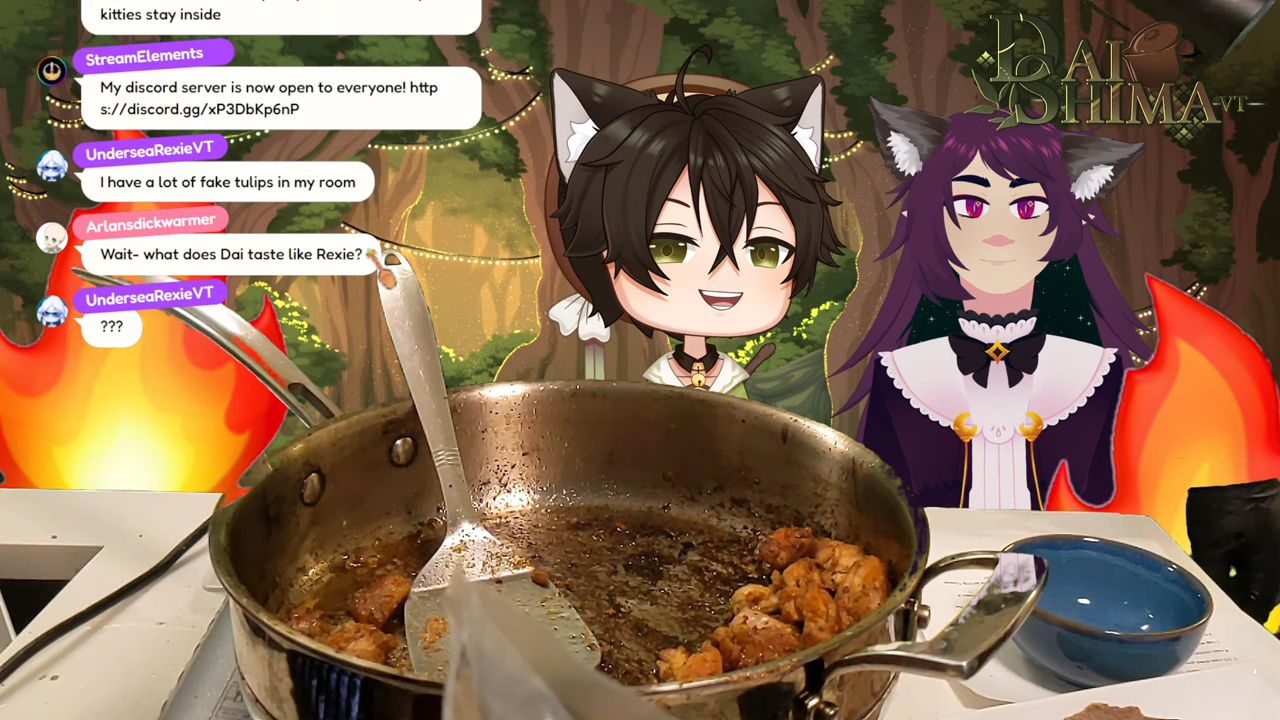 kitties stay inside
StreamElements
My discord server is now open to everyone! http
s://discord.gg/xP3DbKp6nP
UnderseaRexieVT
I have a lot of fake tulips in my room
Arlansdickwarmer
Wait- what does Dai taste like Rexie?
UnderseaRexieVT
???
DAI
SHIMA
-VT-